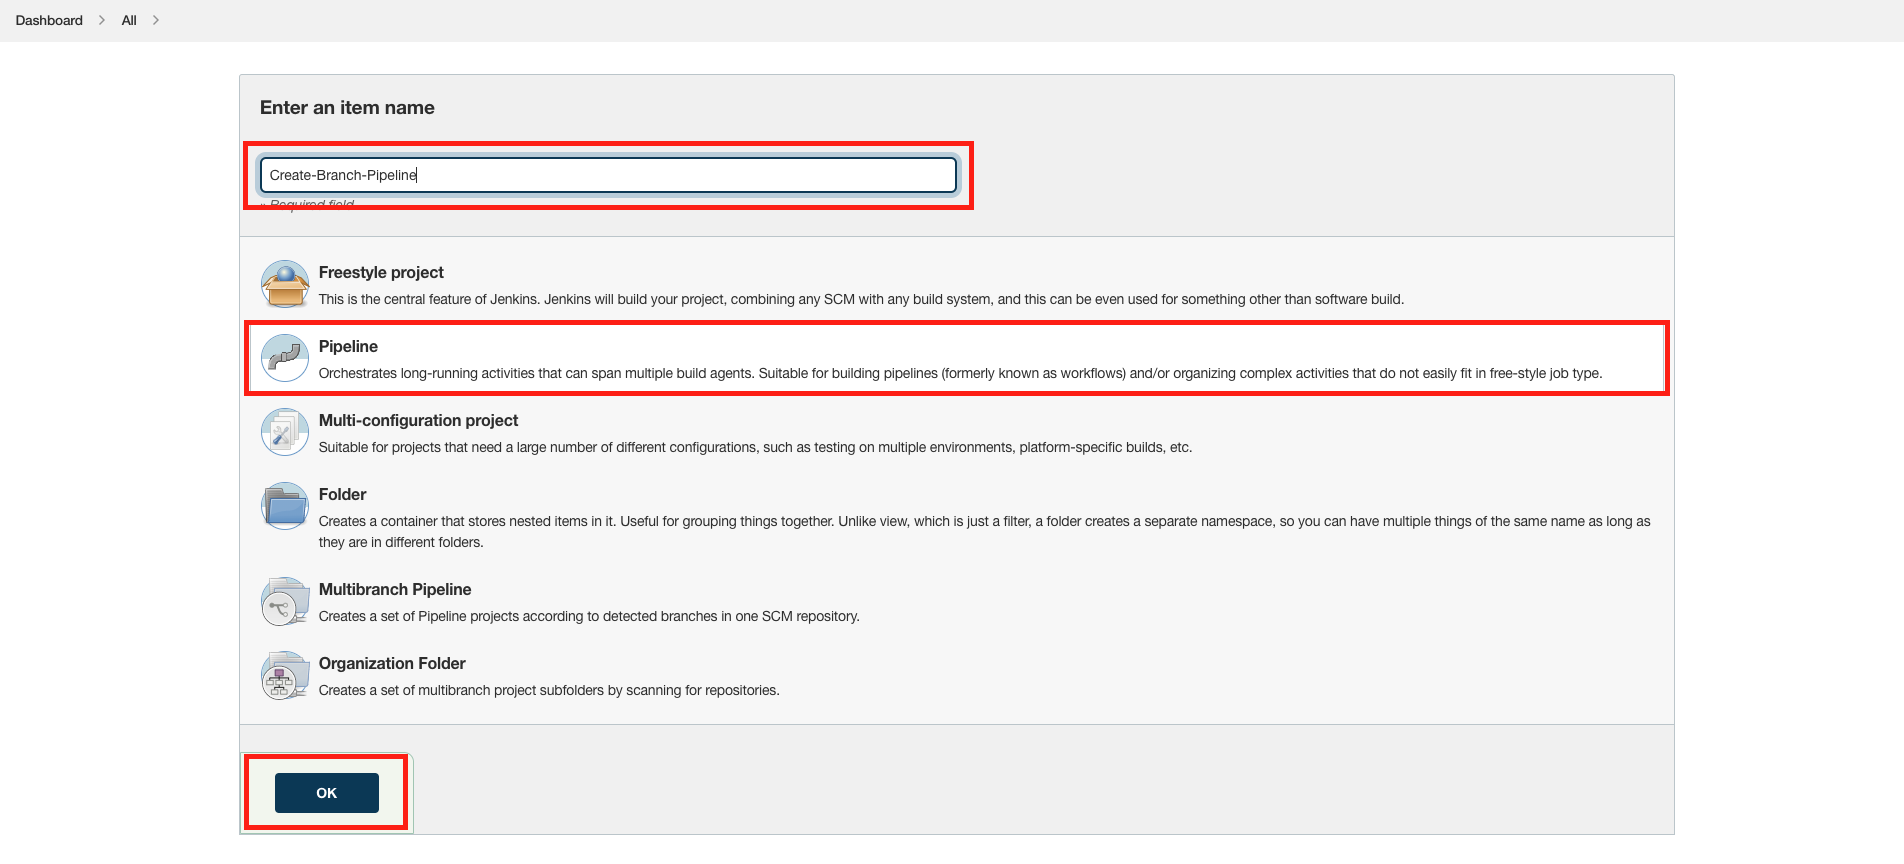 Dashboard
All
Enter an item name
Create-Branch-Pipeline
» Required field
Freestyle project
This is the central feature of Jenkins. Jenkins will build your project, combining any SCM with any build system, and this can be even used for something other than software build.
Pipeline
Orchestrates long-running activities that can span multiple build agents. Suitable for building pipelines (formerly known as workflows) and/or organizing complex activities that do not easily fit in free-style job type.
Multi-configuration project
Suitable for projects that need a large number of different configurations, such as testing on multiple environments, platform-specific builds, etc.
Folder
Creates a container that stores nested items in it. Useful for grouping things together. Unlike view, which is just a filter, a folder creates a separate namespace, so you can have multiple things of the same name as long as
they are in different folders.
Multibranch Pipeline
Creates a set of Pipeline projects according to detected branches in one SCM repository.
Organization Folder
Creates a set of multibranch project subfolders by scanning for repositories.
OK